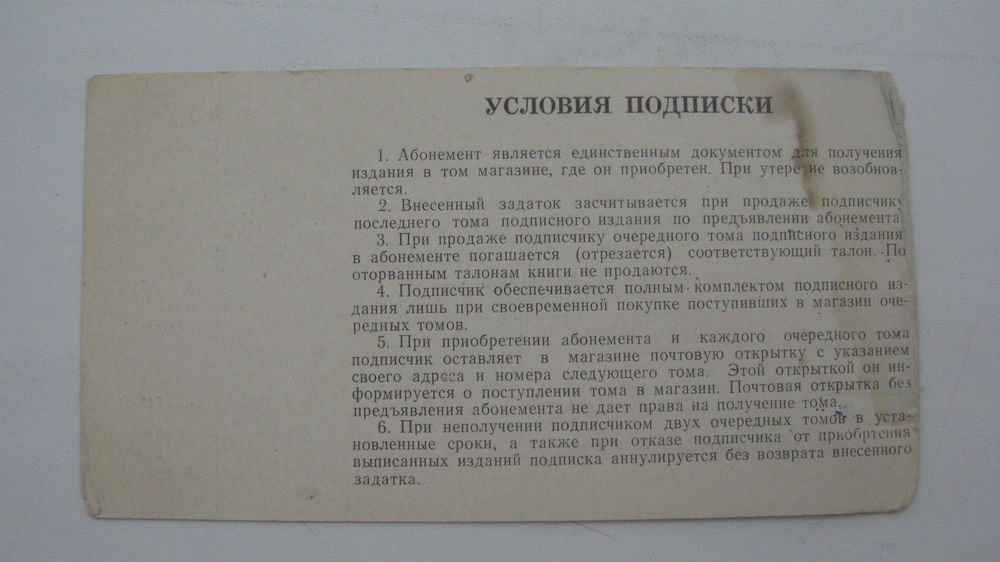 УСЛОВИЯ ПОДПИСКИ
1. Абонемент является единственным документом для получения
издания в том магазине, где он приобретен. При утере не возобнов-
ляется.
2. Внесенный задаток засчитывается при продаже подписчику
последнего тома подписного издания по предъявлении абонемента
3. При продаже подписчику очередного тома подписного издания
в абонементе погашается (отрезается) соответствующий талон. По
оторванным талонам книги не продаются.
4. Подписчик обеспечивается полным комплектом подписного из-
дания лишь при своевременной покупке поступивших в магазин оче-
редных томов.
5. При приобретении абонемента и каждого очередного тома
подписчик оставляет в магазине почтовую открытку с указанием
своего адреса и номера следующего тома. Этой открыткой он ин-
формируется о поступлении тома в магазин. Почтовая открытка без
предъявления абонемента не дает права на получение тома.
6. При неполучении подписчиком двух очередных томов в уста-
новленные сроки, а также при отказе подписчика от приобртения
выписанных изданий подписка аннулируется без возврата внесенного
задатка.